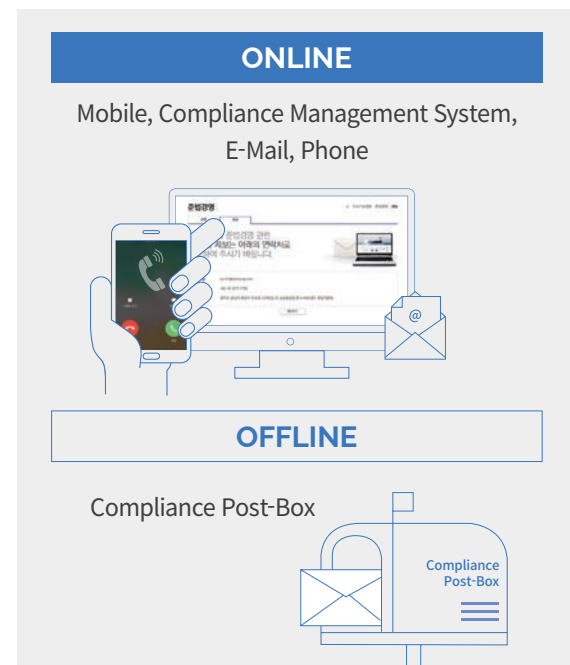 ONLINE
Mobile, Compliance Management System,
E-Mail, Phone
준법경영
준법경영 관련
제보는 아래의 연락처로
주시기 바랍니다.
@
OFFLINE
Compliance Post-Box
Compliance
Post-Box